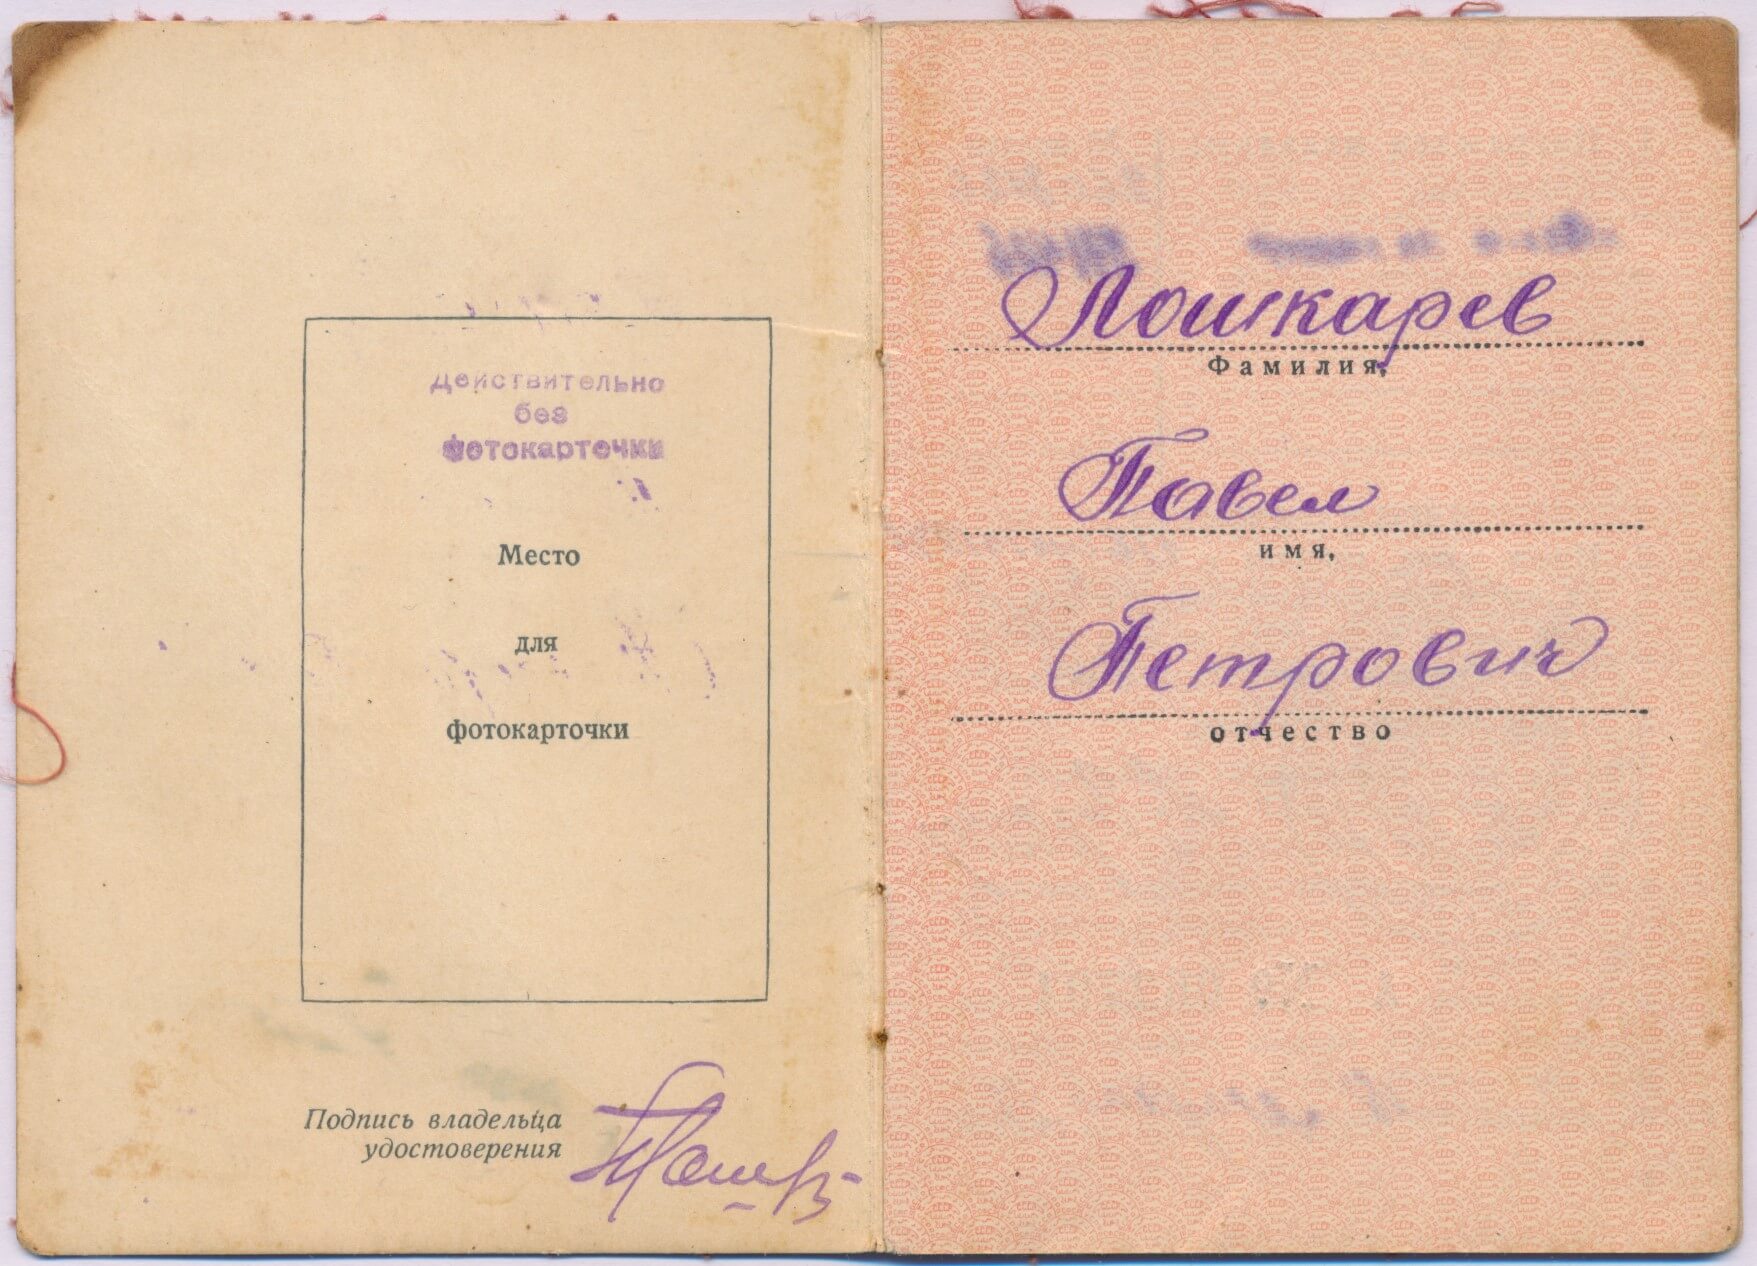 Действительно
без
фотокарточки
Место
для
фотокарточки
Подпись владельца
удостоверения
Лошкарев
Фамилия,
Павел
имя,
Петрович
отчество